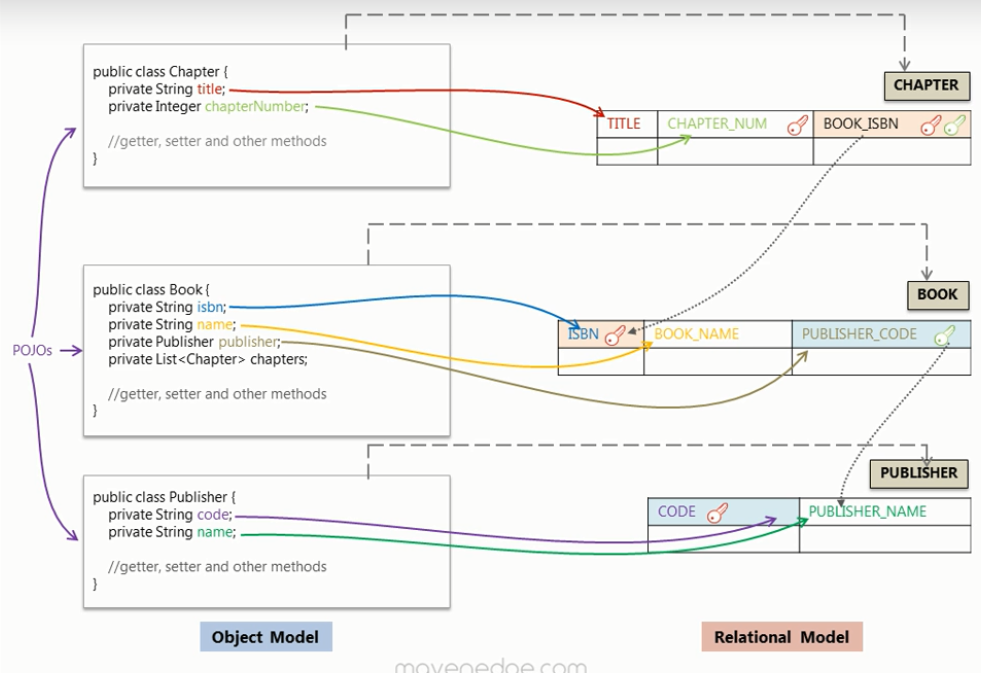 public class Chapter {
private String title;
private Integer chapterNumber;
//getter, setter and other methods
}
CHAPTER
TITLE CHAPTER_NUM BOOK_ISBN
public class Book {
private String isbn;
private String name;
private Publisher publisher;
private List<Chapter> chapters;
//getter, setter and other methods
}
BOOK
ISBN BOOK_NAME PUBLISHER_CODE
POJOs
public class Publisher {
private String code;
private String name;
//getter, setter and other methods
}
PUBLISHER
CODE PUBLISHER_NAME
Object Model
Relational Model